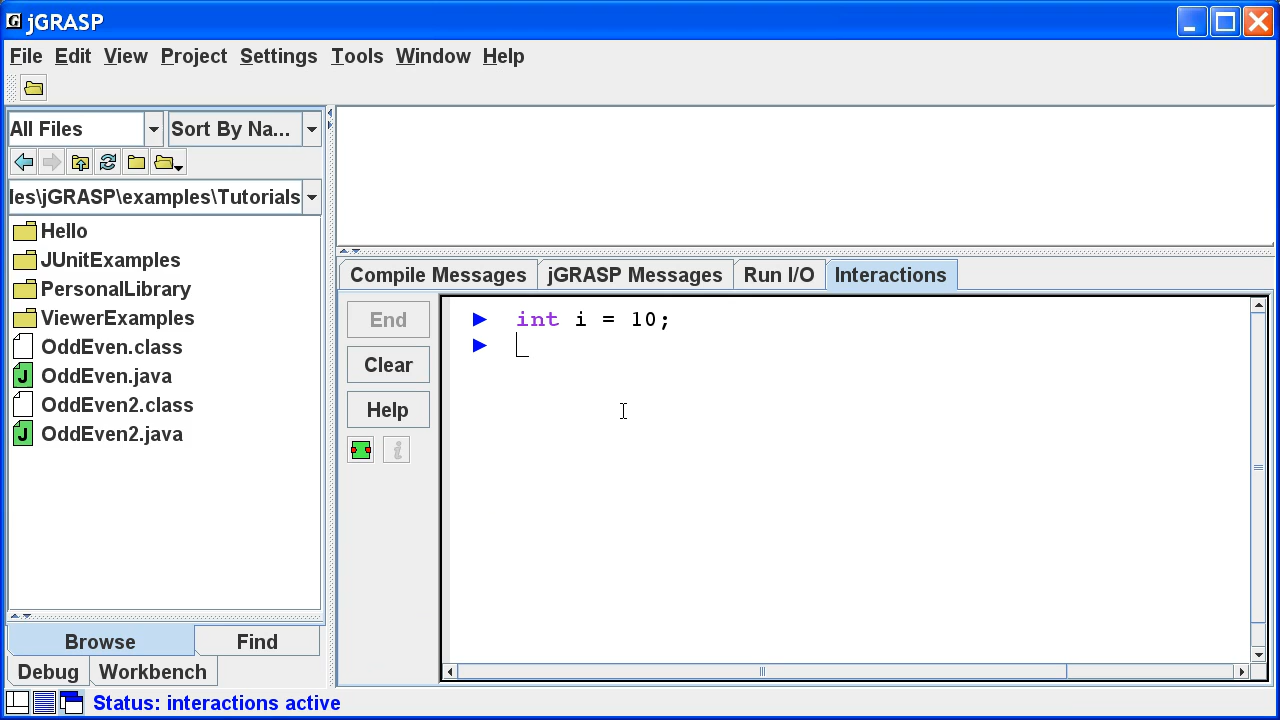 jGRASP
File Edit View Project Settings Tools Window Help
All Files Sort By Na...
les\jGRASP\examples\Tutorials
Hello
JUnitExamples
PersonalLibrary
ViewerExamples
OddEven.class
J OddEven.java
OddEven2.class
J OddEven2.java
Browse Find
Debug Workbench
Compile Messages jGRASP Messages Run I/O Interactions
End
Clear
Help
i
int i = 10;
Status: interactions active